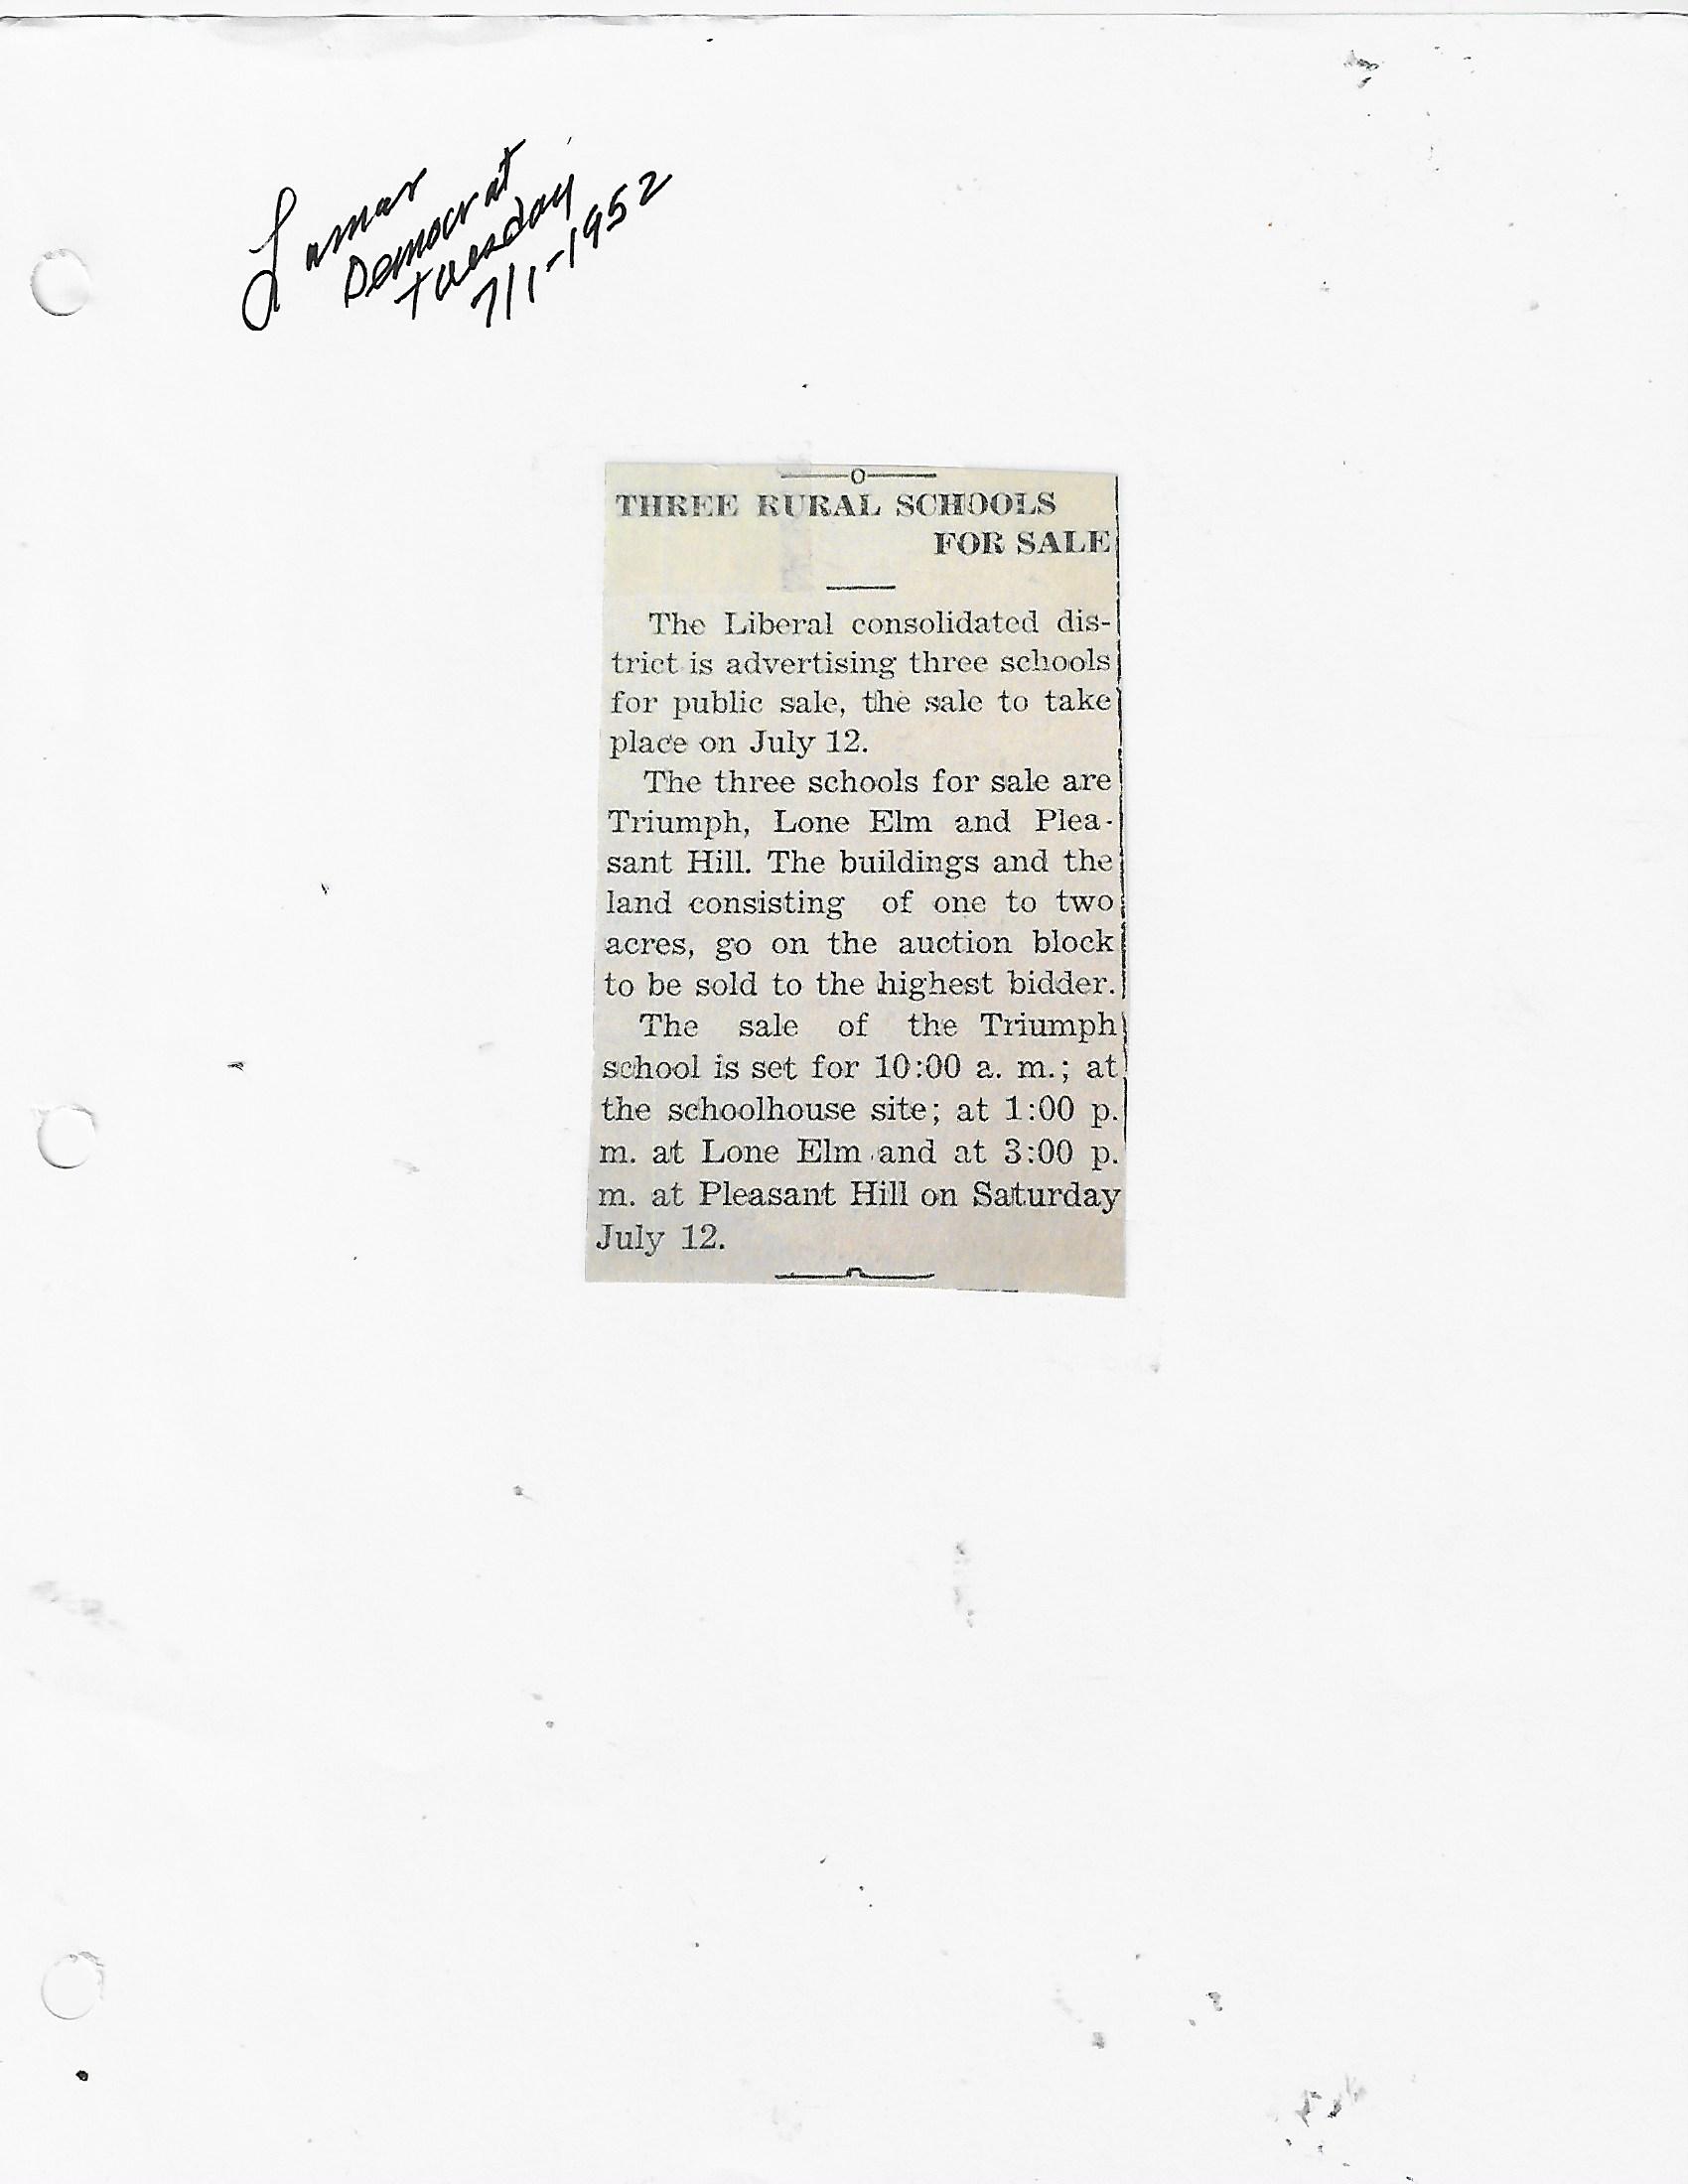 Lamar
Democrat
Tuesday
7/1-1952
THREE RURAL SCHOOLS
FOR SALE
The Liberal consolidated dis-
trict is advertising three schools
for public sale, the sale to take
place on July 12.
The three schools for sale are
Triumph, Lone Elm and Plea-
sant Hill. The buildings and the
land consisting of one to two
acres, go on the auction block
to be sold to the highest bidder.
The sale of the Triumph
school is set for 10:00 a. m.; at
the schoolhouse site; at 1:00 p.
m. at Lone Elm and at 3:00 p.
m. at Pleasant Hill on Saturday
July 12.